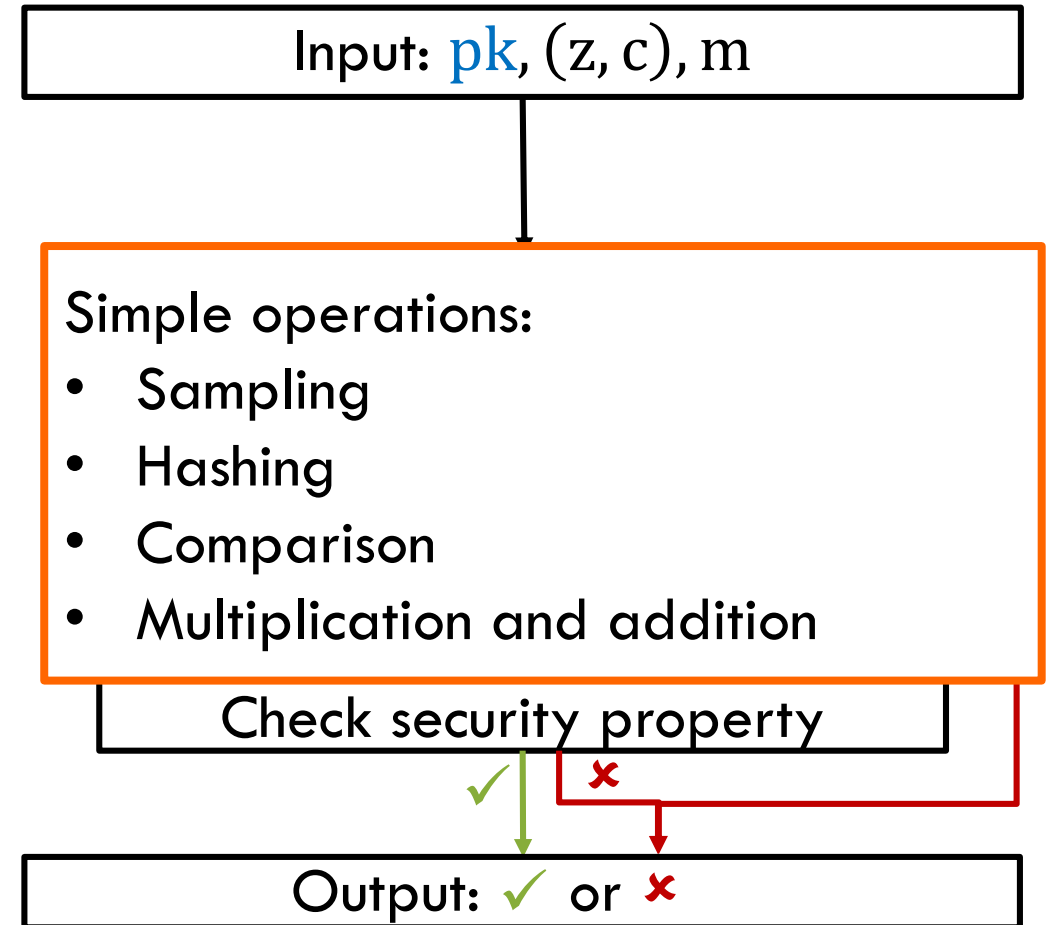 Input: pk, (z, c), m
Simple operations:
• Sampling
• Hashing
• Comparison
• Multiplication and addition
Check security property
✓ ✘
Output: ✓ or ✘